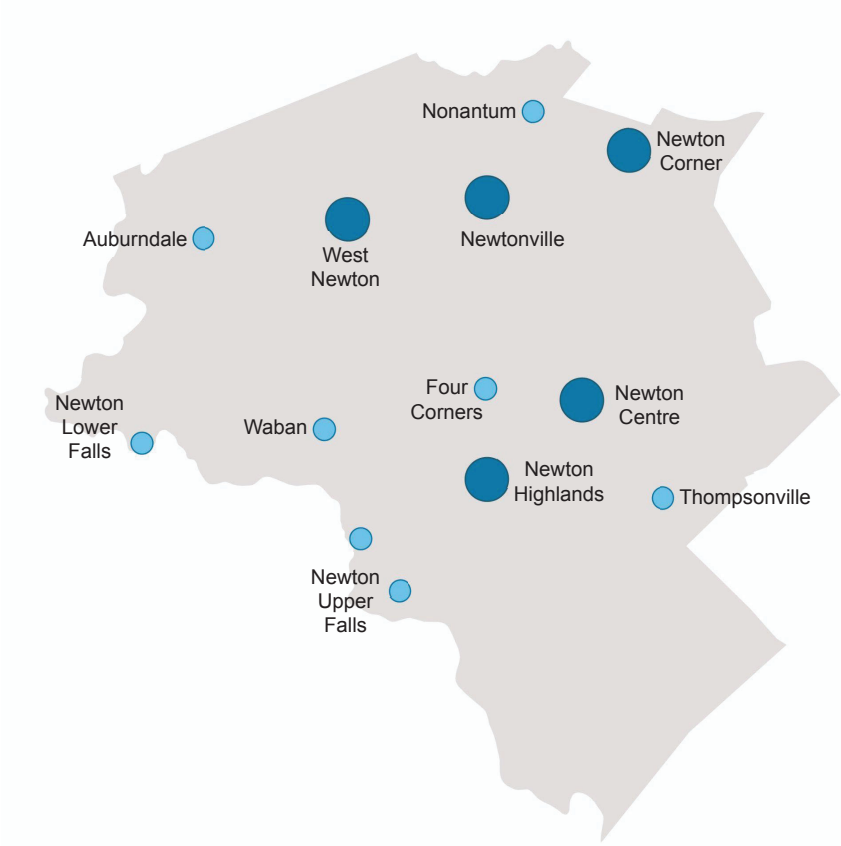 Nonantum
Newton
Corner
Auburndale
West
Newton
Newtonville
Newton
Lower
Falls
Waban
Four
Corners
Newton
Centre
Newton
Highlands
Thompsonville
Newton
Upper
Falls